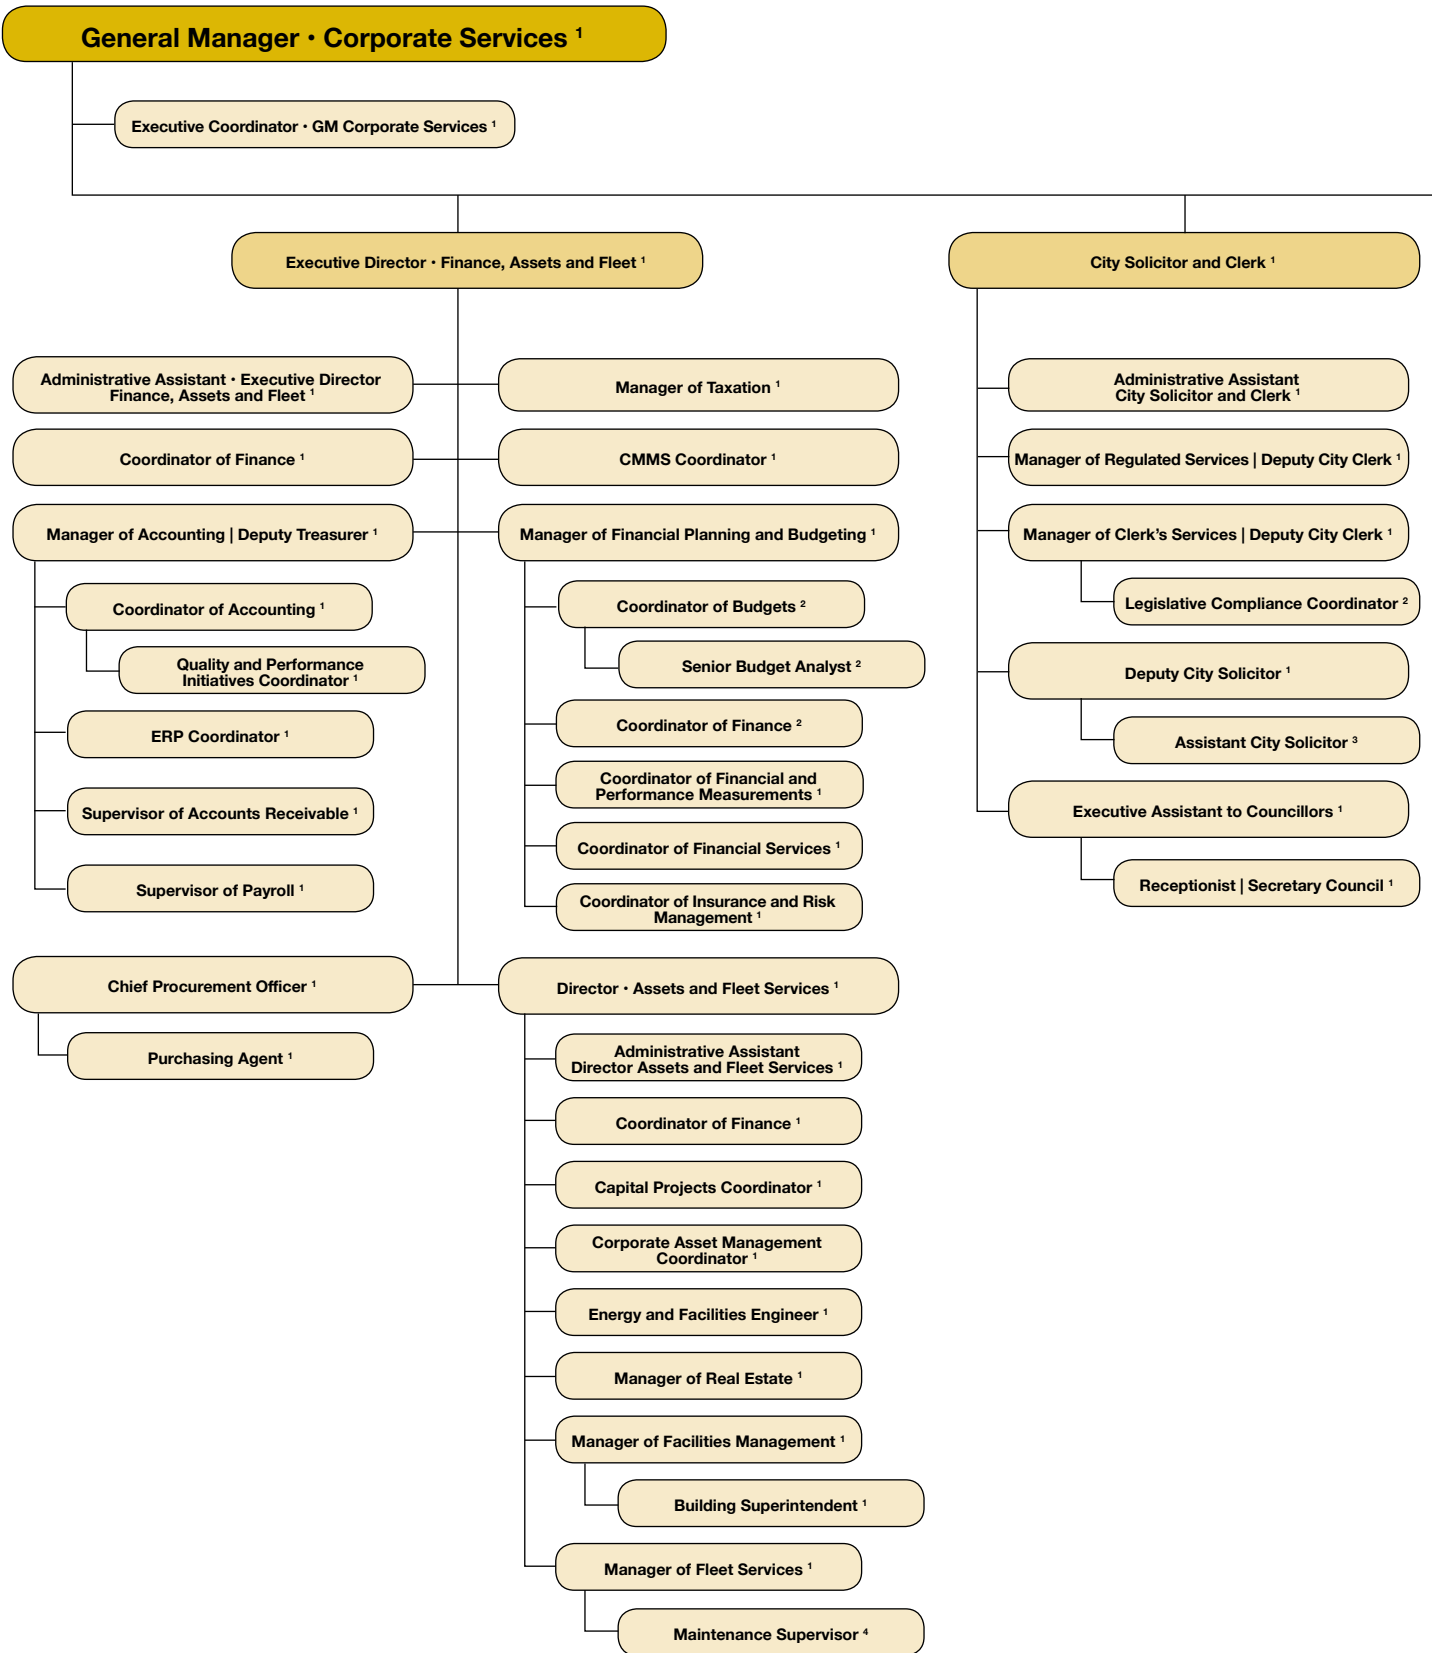 General Manager • Corporate Services ¹
Executive Coordinator • GM Corporate Services ¹
Executive Director • Finance, Assets and Fleet ¹
Administrative Assistant • Executive Director
Finance, Assets and Fleet ¹
Manager of Taxation ¹
Coordinator of Finance ¹
CMMS Coordinator ¹
Manager of Accounting | Deputy Treasurer ¹
Coordinator of Accounting ¹
Quality and Performance
Initiatives Coordinator ¹
ERP Coordinator ¹
Supervisor of Accounts Receivable ¹
Supervisor of Payroll ¹
Manager of Financial Planning and Budgeting ¹
Coordinator of Budgets ²
Senior Budget Analyst ²
Coordinator of Finance ²
Coordinator of Financial and
Performance Measurements ¹
Coordinator of Financial Services ¹
Coordinator of Insurance and Risk
Management ¹
Chief Procurement Officer ¹
Purchasing Agent ¹
Director • Assets and Fleet Services ¹
Administrative Assistant
Director Assets and Fleet Services ¹
Coordinator of Finance ¹
Capital Projects Coordinator ¹
Corporate Asset Management
Coordinator ¹
Energy and Facilities Engineer ¹
Manager of Real Estate ¹
Manager of Facilities Management ¹
Building Superintendent ¹
Manager of Fleet Services ¹
Maintenance Supervisor ⁴
City Solicitor and Clerk ¹
Administrative Assistant
City Solicitor and Clerk ¹
Manager of Regulated Services | Deputy City Clerk ¹
Manager of Clerk's Services | Deputy City Clerk ¹
Legislative Compliance Coordinator ²
Deputy City Solicitor ¹
Assistant City Solicitor ³
Executive Assistant to Councillors ¹
Receptionist | Secretary Council ¹